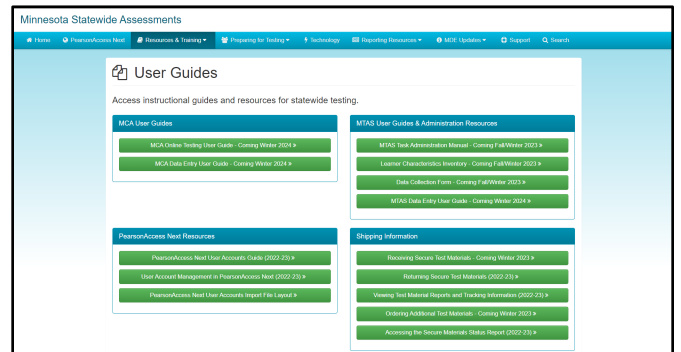 Minnesota Statewide Assessments
Home PearsonAccess Next Resources & Training Preparing for Testing Technology Reporting Resources MDE Updates Support Search
User Guides
Access instructional guides and resources for statewide testing.
MCA User Guides
MCA Online Testing User Guide - Coming Winter 2024 »
MCA Data Entry User Guide - Coming Winter 2024 »
MTAS User Guides & Administration Resources
MTAS Task Administration Manual - Coming Fall/Winter 2023 »
Learner Characteristics Inventory - Coming Fall/Winter 2023 »
Data Collection Form - Coming Fall/Winter 2023 »
MTAS Data Entry User Guide - Coming Winter 2024 »
PearsonAccess Next Resources
PearsonAccess Next User Accounts Guide (2022-23) »
User Account Management in PearsonAccess Next (2022-23) »
PearsonAccess Next User Accounts Import File Layout »
Shipping Information
Receiving Secure Test Materials - Coming Winter 2023 »
Returning Secure Test Materials (2022-23) »
Viewing Test Material Reports and Tracking Information (2022-23) »
Ordering Additional Test Materials - Coming Winter 2023 »
Accessing the Secure Materials Status Report (2022-23) »